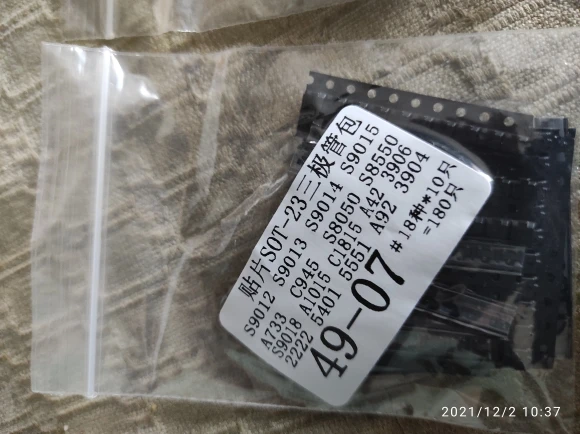 贴片SOT-23三极管包
S9012 S9013 S9014 S9015
A733 C945 S8050 S8550
S9018 A1015 C1815 A42 3906
2222 5401 5551 A92 3904
49-07
#18种*10只
=180只
2021/12/2 10:37